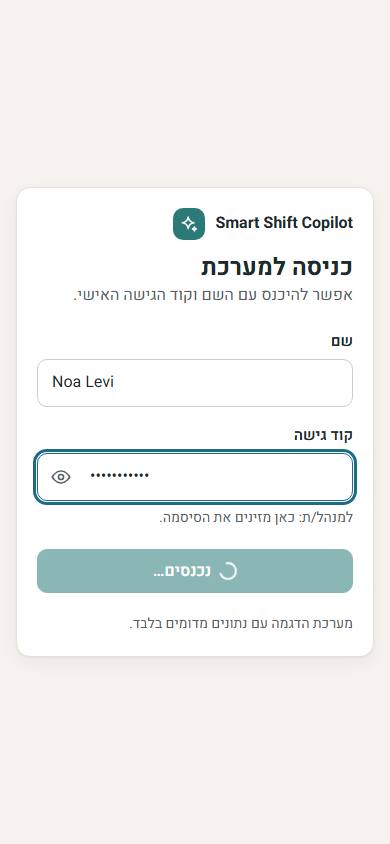 Smart Shift Copilot
כניסה למערכת
אפשר להיכנס עם השם וקוד הגישה האישי.
שם
Noa Levi
קוד גישה
•••••••••••
למנהל/ת: כאן מזינים את הסיסמה.
נכנסים...
מערכת הדגמה עם נתונים מדומים בלבד.